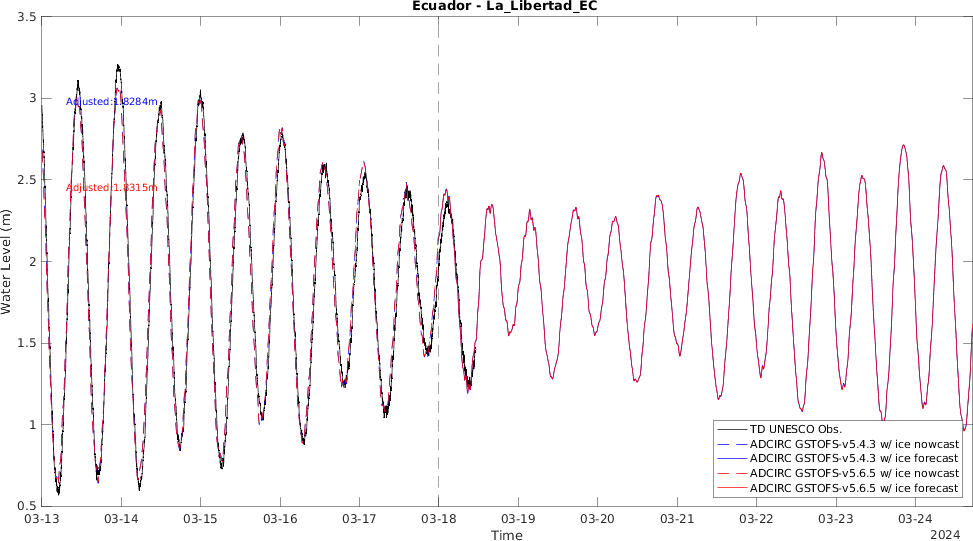 Ecuador - La_Libertad_EC
3.5
3
2.5
2
1.5
1
0.5
Water Level (m)
Adjusted:1.8284m
Adjusted:1.8315m
TD UNESCO Obs.
ADCIRC GSTOFS-v5.4.3 w/ ice nowcast
ADCIRC GSTOFS-v5.4.3 w/ ice forecast
ADCIRC GSTOFS-v5.6.5 w/ ice nowcast
ADCIRC GSTOFS-v5.6.5 w/ ice forecast
03-13 03-14 03-15 03-16 03-17 03-18 03-19 03-20 03-21 03-22 03-23 03-24
Time
2024